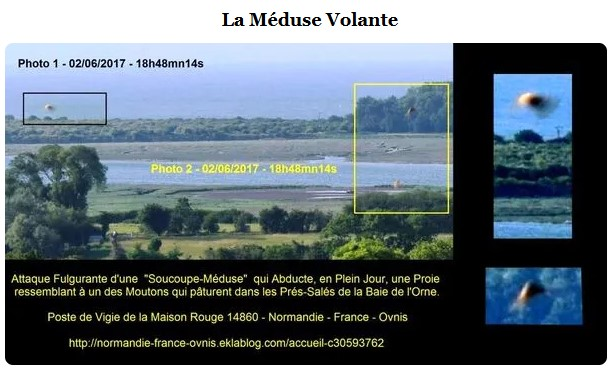 La Méduse Volante
Photo 1 - 02/06/2017 - 18h48mn14s
Photo 2 - 02/06/2017 - 18h48mn14s
Attaque Fulgurante d'une "Soucoupe-Méduse" qui Abducte, en Plein Jour, une Proie
ressemblant à un des Moutons qui pâturent dans les Prés-Salés de la Baie de l'Orne.
Poste de Vigie de la Maison Rouge 14860 - Normandie - France - Ovnis
http://normandie-france-ovnis.eklablog.com/accueil-c30593762